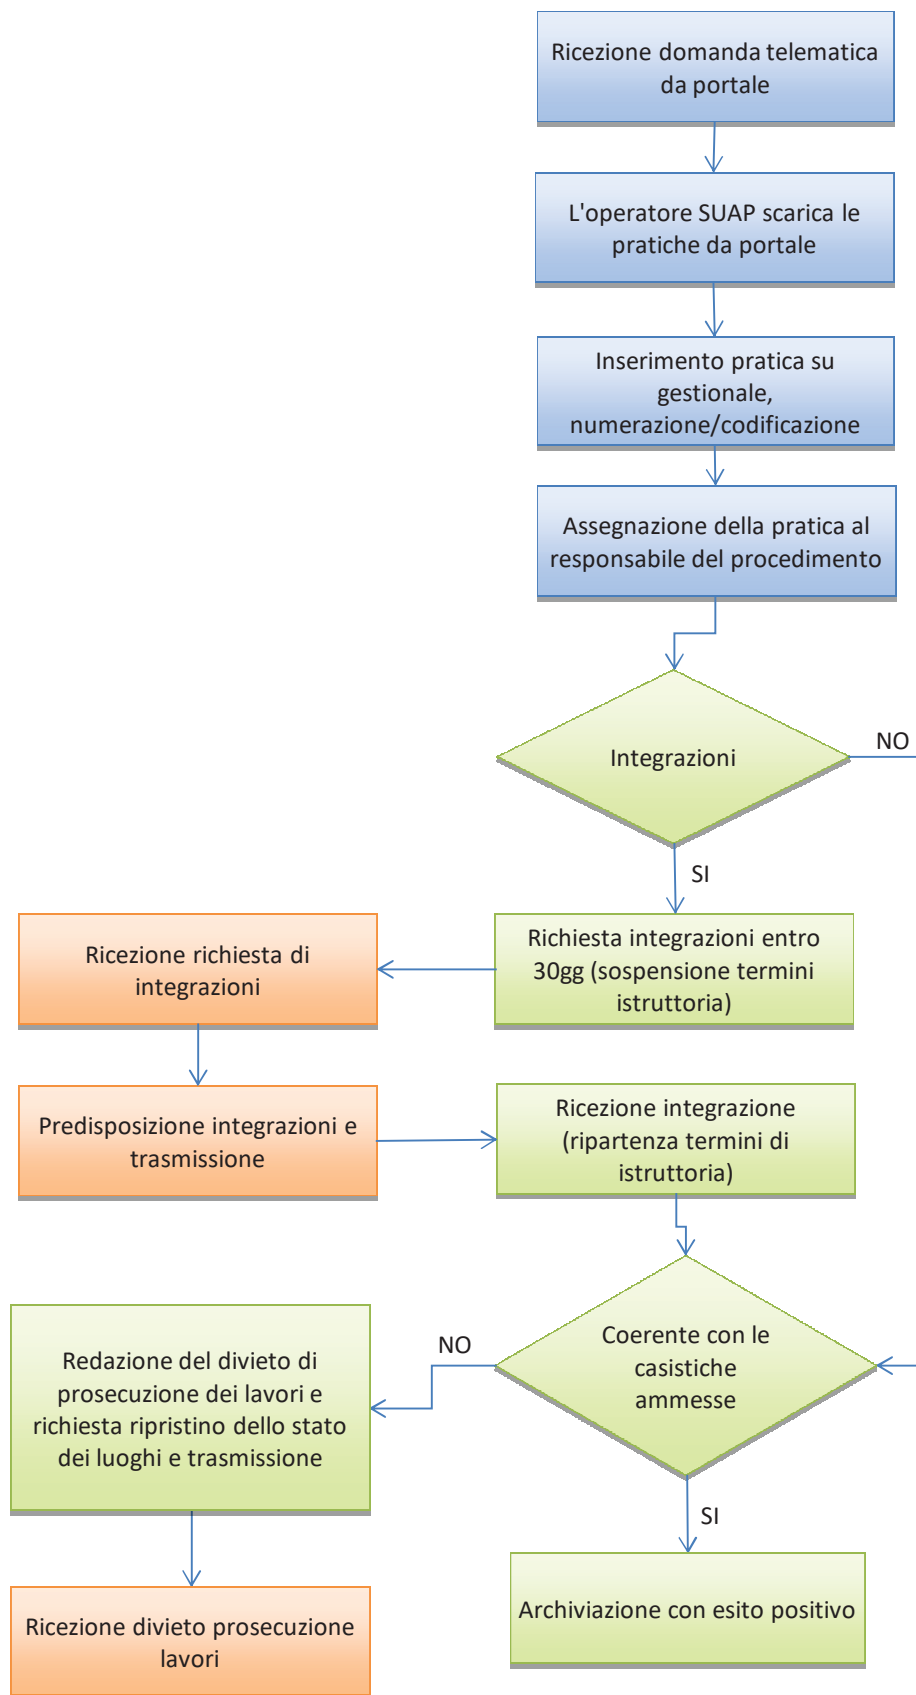 Ricezione domanda telematica
da portale
L'operatore SUAP scarica le
pratiche da portale
Inserimento pratica su
gestionale,
numerazione/codificazione
Assegnazione della pratica al
responsabile del procedimento
Integrazioni
NO
SI
Richiesta integrazioni entro
30gg (sospensione termini
istruttoria)
Ricezione richiesta di
integrazioni
Predisposizione integrazioni e
trasmissione
Ricezione integrazione
(ripartenza termini di
istruttoria)
Coerente con le
casistiche
ammesse
NO
Redazione del divieto di
prosecuzione dei lavori e
richiesta ripristino dello stato
dei luoghi e trasmissione
SI
Ricezione divieto prosecuzione
lavori
Archiviazione con esito positivo